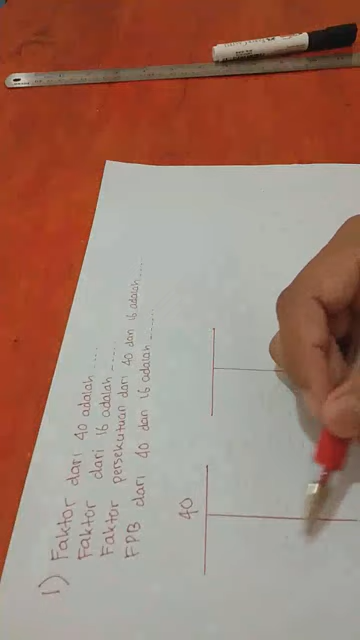 1) Faktor dari 40 adalah ....
Faktor dari 16 adalah ....
Faktor persekutuan dari 40 dan 16 adalah ....
FPB dari 40 dan 16 adalah ......
40